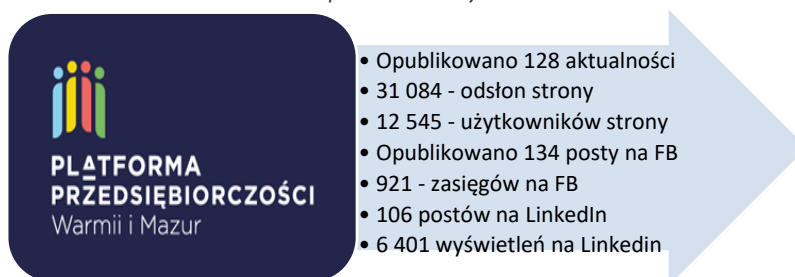 PLATFORMA
PRZEDSIĘBIORCZOŚCI
Warmii i Mazur
• Opublikowano 128 aktualności
• 31 084 - odsłon strony
• 12 545 - użytkowników strony
• Opublikowano 134 posty na FB
• 921 - zasięgów na FB
• 106 postów na LinkedIn
• 6 401 wyświetleń na Linkedin